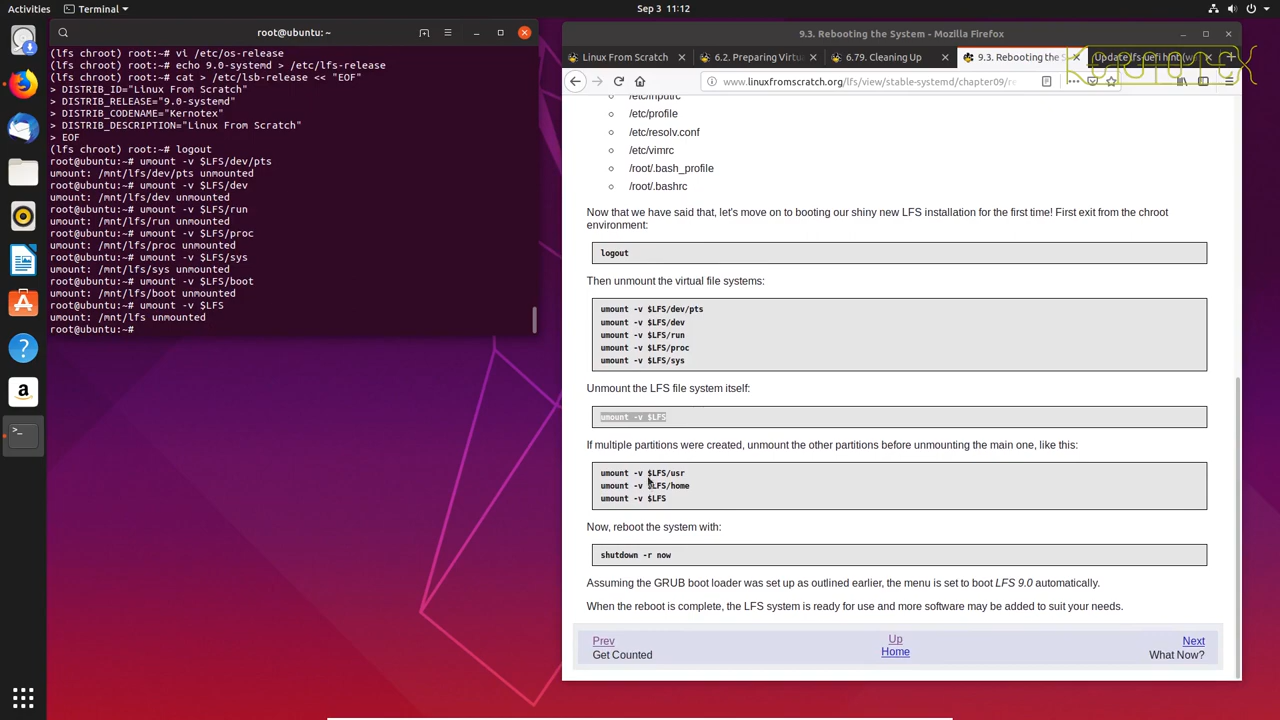 Activities
Terminal
Sep 3 11:12
root@ubuntu: ~
(lfs chroot) root:~# vi /etc/os-release
(lfs chroot) root:~# echo 9.0-systemd > /etc/lfs-release
(lfs chroot) root:~# cat > /etc/lsb-release << "EOF"
> DISTRIB_ID="Linux From Scratch"
> DISTRIB_RELEASE="9.0-systemd"
> DISTRIB_CODENAME="Kernotex"
> DISTRIB_DESCRIPTION="Linux From Scratch"
> EOF
(lfs chroot) root:~# logout
root@ubuntu:~# umount -v $LFS/dev/pts
umount: /mnt/lfs/dev/pts unmounted
root@ubuntu:~# umount -v $LFS/dev
umount: /mnt/lfs/dev unmounted
root@ubuntu:~# umount -v $LFS/run
umount: /mnt/lfs/run unmounted
root@ubuntu:~# umount -v $LFS/proc
umount: /mnt/lfs/proc unmounted
root@ubuntu:~# umount -v $LFS/sys
umount: /mnt/lfs/sys unmounted
root@ubuntu:~# umount -v $LFS/boot
umount: /mnt/lfs/boot unmounted
root@ubuntu:~# umount -v $LFS
umount: /mnt/lfs unmounted
root@ubuntu:~#
9.3. Rebooting the System - Mozilla Firefox
Linux From Scratch
6.2. Preparing Virtual
6.79. Cleaning Up
9.3. Rebooting the S
Update lfs-uefi hint (w
www.linuxfromscratch.org/lfs/view/stable-systemd/chapter09/re
/etc/inputrc
/etc/profile
/etc/resolv.conf
/etc/vimrc
/root/.bash_profile
/root/.bashrc
Now that we have said that, let's move on to booting our shiny new LFS installation for the first time! First exit from the chroot
environment:
logout
Then unmount the virtual file systems:
umount -v $LFS/dev/pts
umount -v $LFS/dev
umount -v $LFS/run
umount -v $LFS/proc
umount -v $LFS/sys
Unmount the LFS file system itself:
umount -v $LFS
If multiple partitions were created, unmount the other partitions before unmounting the main one, like this:
umount -v $LFS/usr
umount -v $LFS/home
umount -v $LFS
Now, reboot the system with:
shutdown -r now
Assuming the GRUB boot loader was set up as outlined earlier, the menu is set to boot LFS 9.0 automatically.
When the reboot is complete, the LFS system is ready for use and more software may be added to suit your needs.
Prev
Up
Next
Get Counted
Home
What Now?